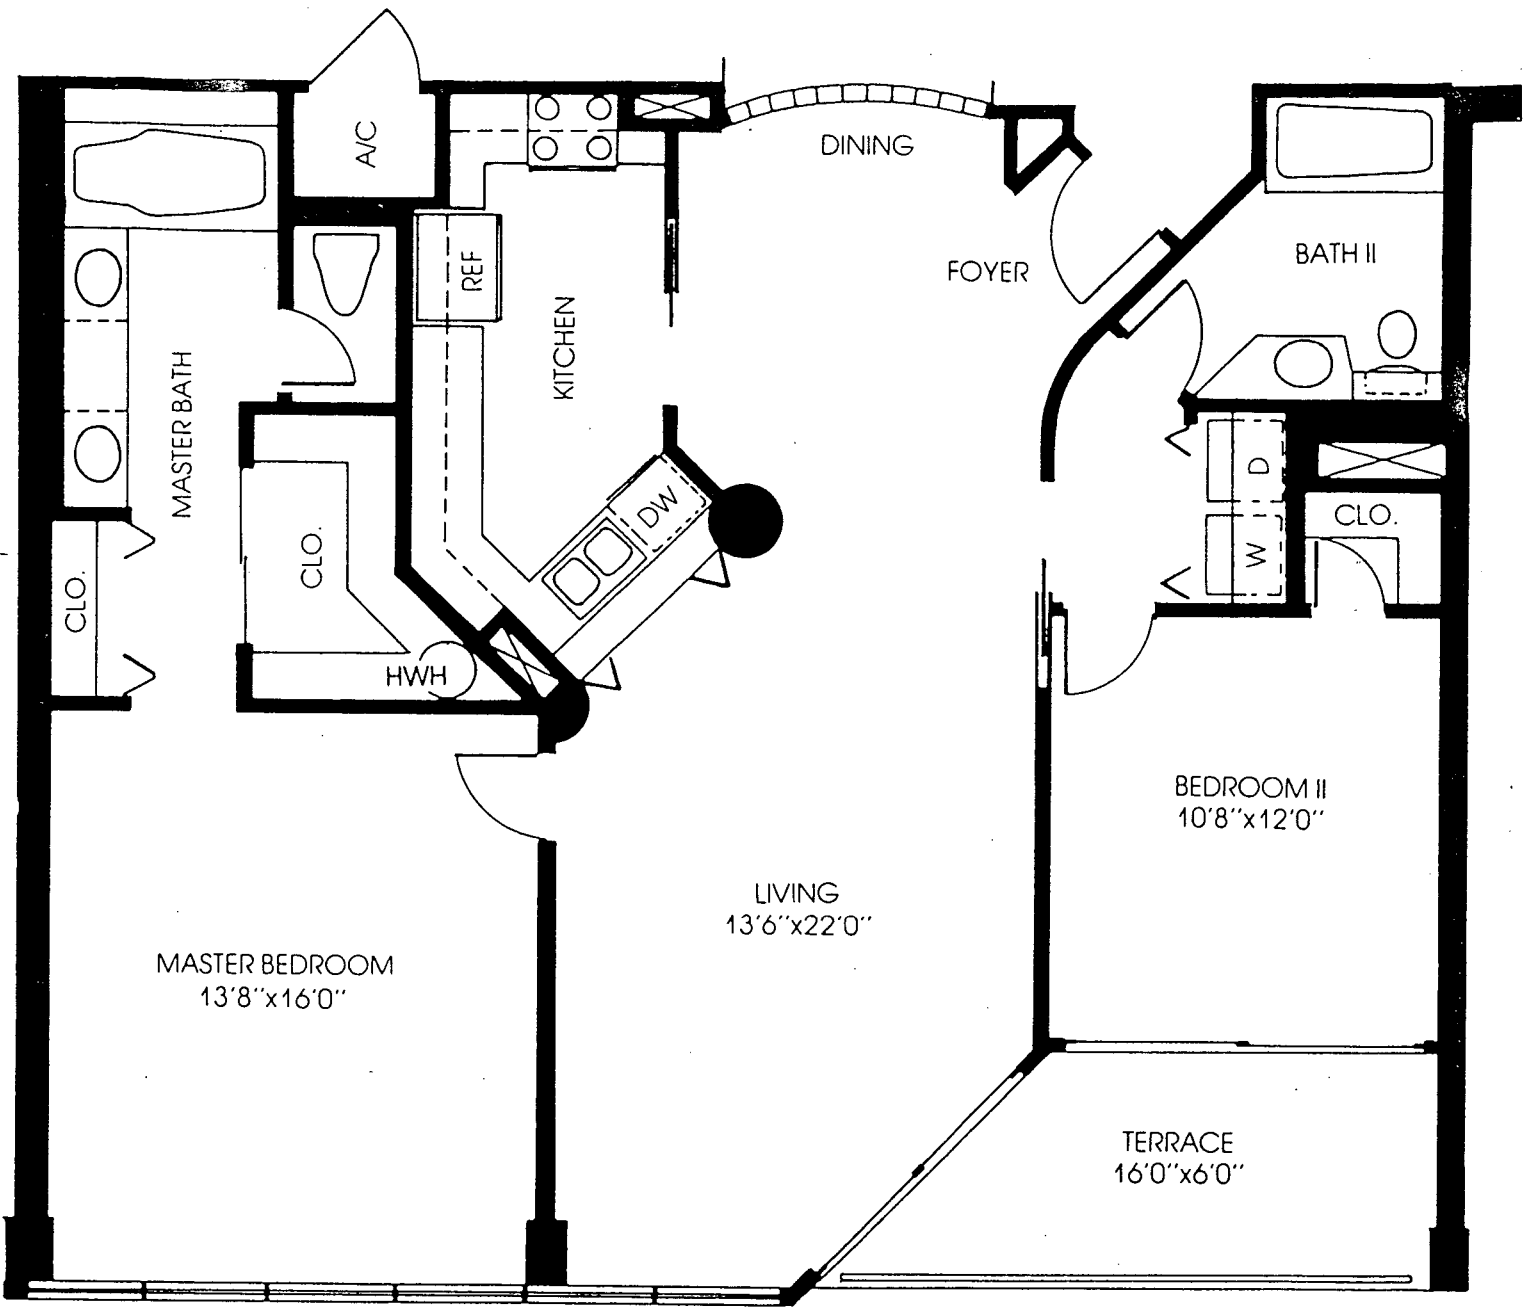 A/C
DINING
BATH II
FOYER
REF
KITCHEN
MASTER BATH
D
DW
CLO.
CLO.
W
CLO.
HWH
BEDROOM II
10'8"x12'0"
LIVING
13'6"x22'0"
MASTER BEDROOM
13'8"x16'0"
TERRACE
16'0"x6'0"